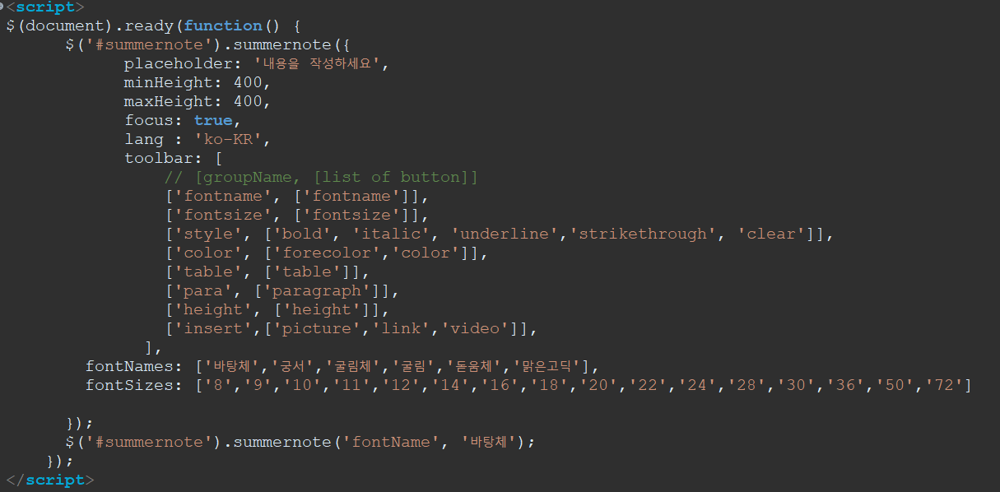 <script>
$(document).ready(function() {
$('#summernote').summernote({
placeholder: '내용을 작성하세요',
minHeight: 400,
maxHeight: 400,
focus: true,
lang : 'ko-KR',
toolbar: [
// [groupName, [list of button]]
['fontname', ['fontname']],
['fontsize', ['fontsize']],
['style', ['bold', 'italic', 'underline','strikethrough', 'clear']],
['color', ['forecolor','color']],
['table', ['table']],
['para', ['paragraph']],
['height', ['height']],
['insert',['picture','link','video']],
],
fontNames: ['바탕체','궁서','굴림체','굴림','돋움체','맑은고딕'],
fontSizes: ['8','9','10','11','12','14','16','18','20','22','24','28','30','36','50','72']
});
$('#summernote').summernote('fontName', '바탕체');
});
</script>